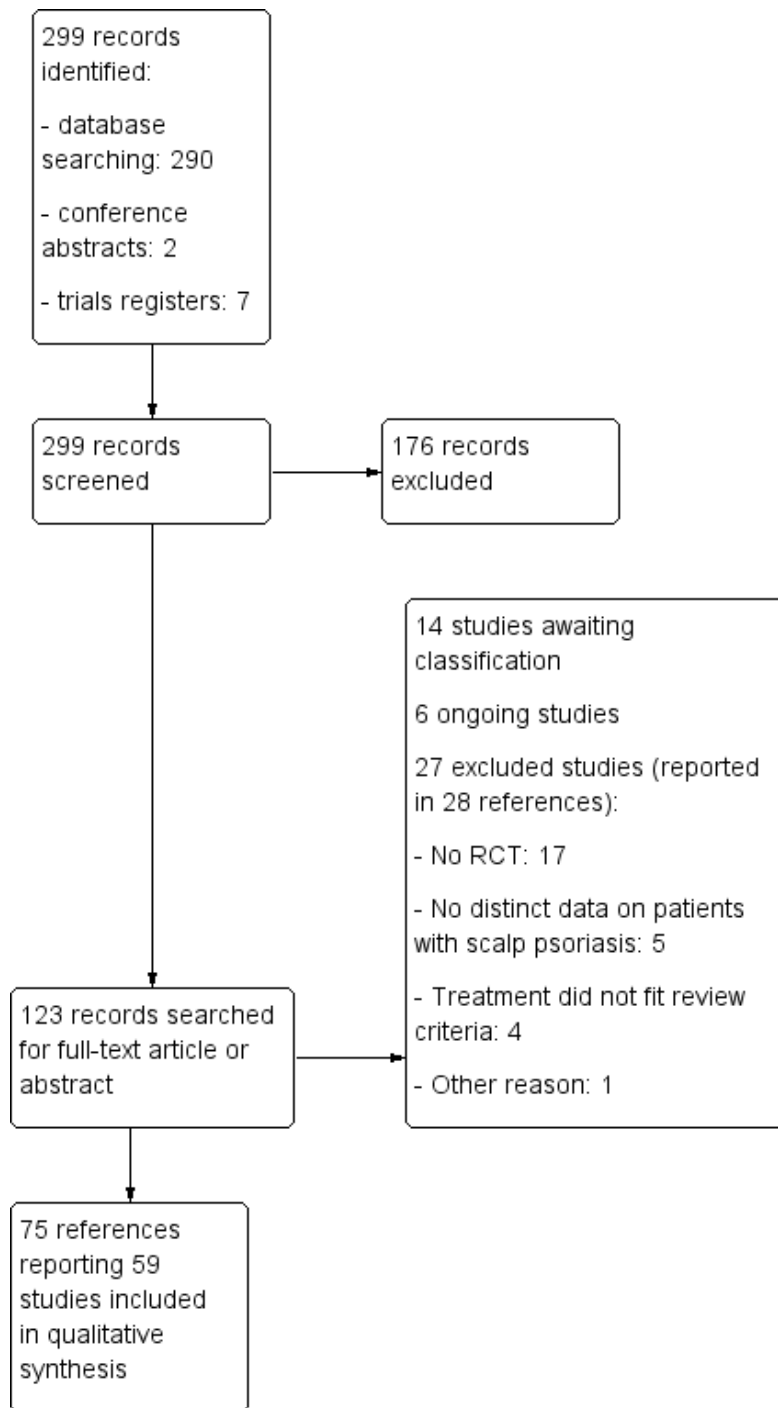 299 records
identified:
- database
searching: 290
- conference
abstracts: 2
- trials registers: 7
299 records
screened
176 records
excluded
14 studies awaiting
classification
6 ongoing studies
27 excluded studies (reported
in 28 references):
- No RCT: 17
- No distinct data on patients
with scalp psoriasis: 5
- Treatment did not fit review
criteria: 4
- Other reason: 1
123 records searched
for full-text article or
abstract
75 references
reporting 59
studies included
in qualitative
synthesis